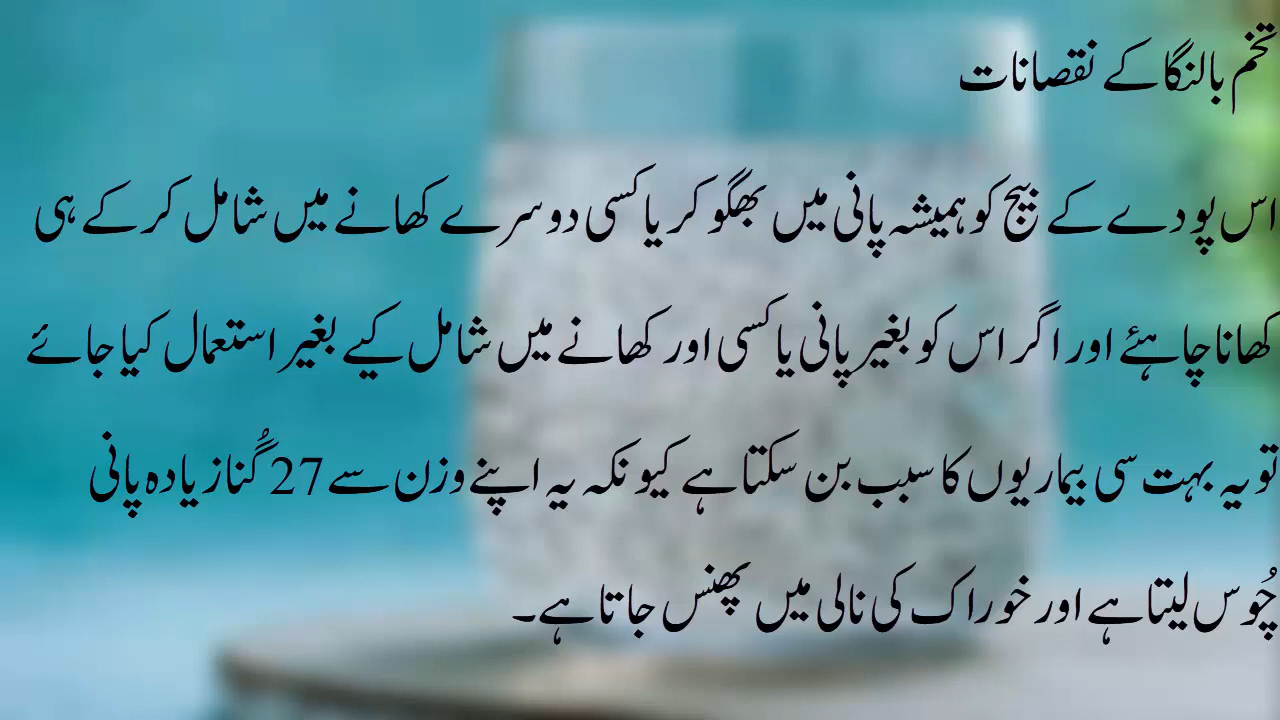 تخم بالنگا کے نقصانات
اس پودے کے بیج کو ہمیشہ پانی میں بھگو کر یا کسی دوسرے کھانے میں شامل کرکے ہی
کھانا چاہئے اور اگر اس کو بغیر پانی یا کسی اور کھانے میں شامل کیے بغیر استعمال کیا جائے
تو یہ بہت سی بیماریوں کا سبب بن سکتا ہے کیونکہ یہ اپنے وزن سے 27 گُنا زیادہ پانی
چُوس لیتا ہے اور خوراک کی نالی میں پھنس جاتا ہے۔